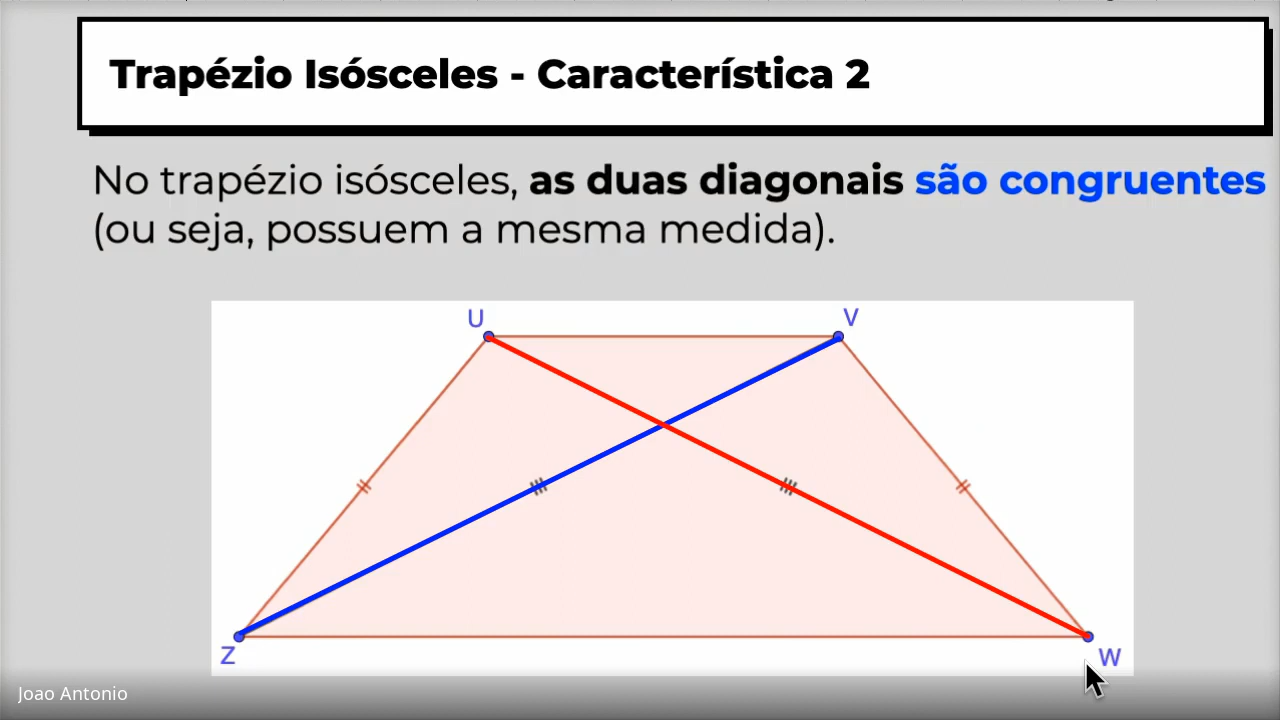 Trapézio Isósceles - Característica 2
No trapézio isósceles, as duas diagonais são congruentes
(ou seja, possuem a mesma medida).
U V
Z W
Joao Antonio